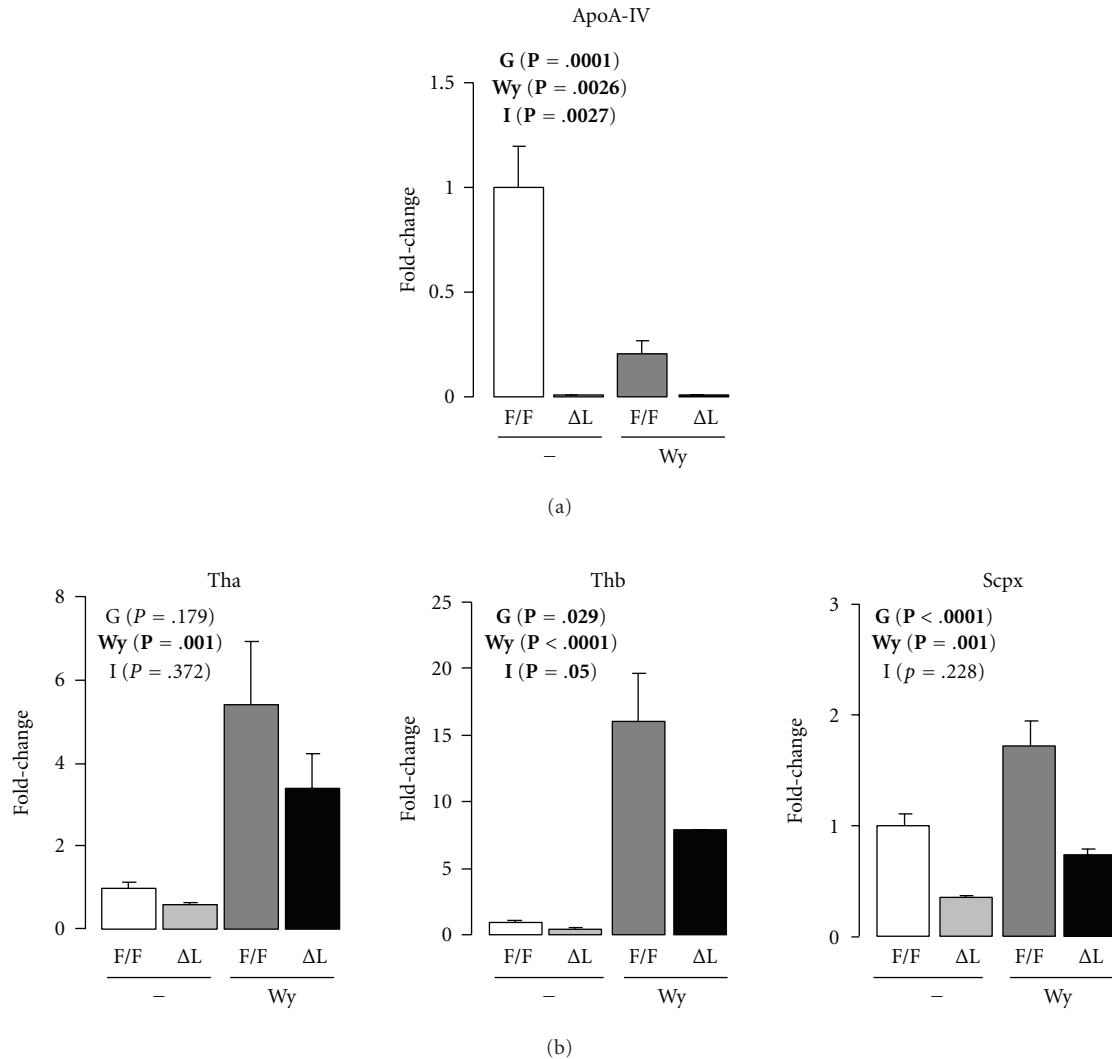 ApoA-IV
G (P = .0001)
Wy (P = .0026)
I (P = .0027)
1.5
1
0.5
0
Fold-change
F/F ΔL F/F ΔL
− Wy
(a)
Tha
G (P = .179)
Wy (P = .001)
I (P = .372)
8
6
4
2
0
Fold-change
F/F ΔL F/F ΔL
− Wy
Thb
G (P = .029)
Wy (P < .0001)
I (P = .05)
25
20
15
10
5
0
Fold-change
F/F ΔL F/F ΔL
− Wy
Scpx
G (P < .0001)
Wy (P = .001)
I (p = .228)
3
2
1
0
Fold-change
F/F ΔL F/F ΔL
− Wy
(b)